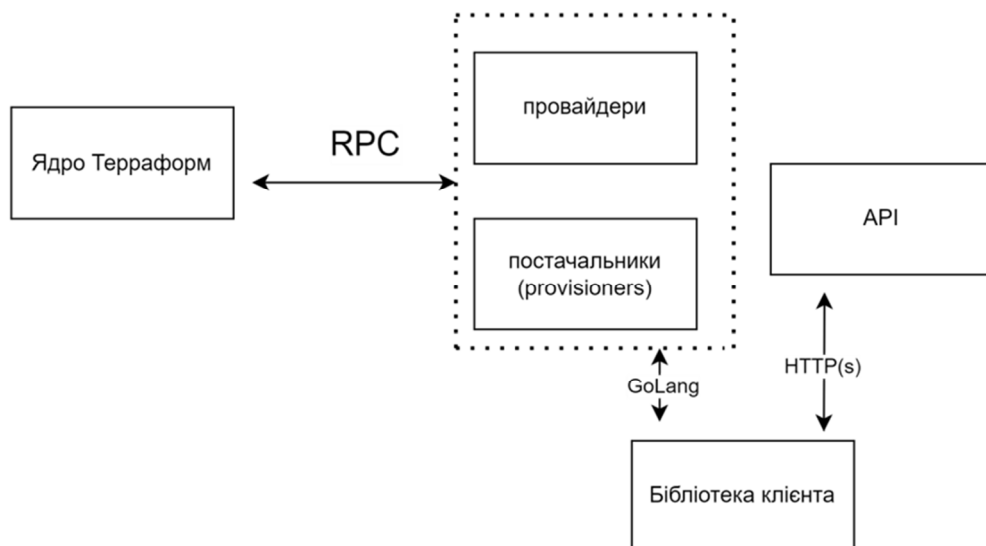 провайдери
Ядро Терраформ
RPC
API
постачальники
(provisioners)
GoLang
HTTP(s)
Бібліотека клієнта